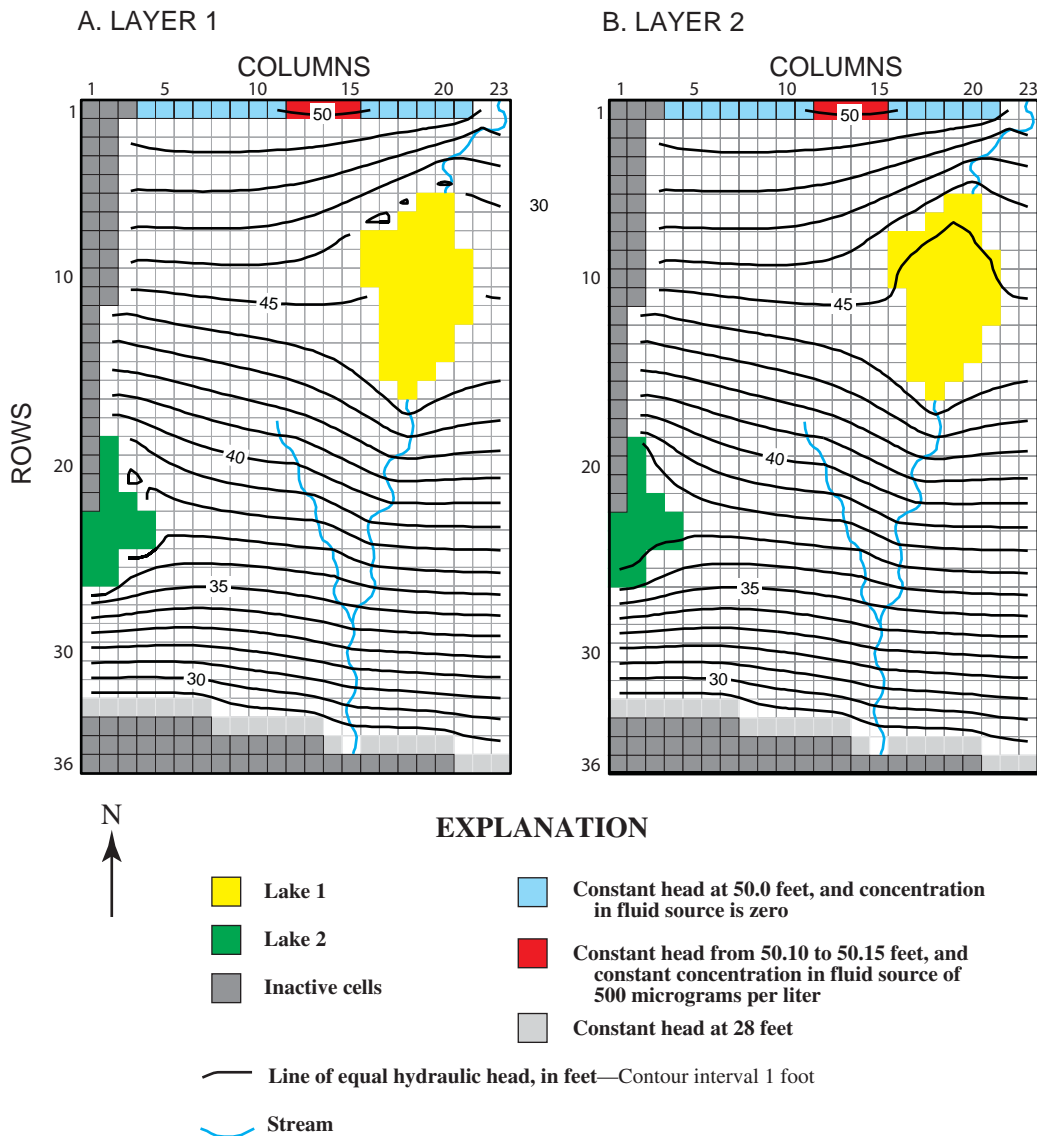 A. LAYER 1
B. LAYER 2
COLUMNS
COLUMNS
1 5 10 15 20 23
1 5 10 15 20 23
1
50
1
50
30
10
45
10
45
ROWS
20
40
20
40
35
35
30
30
30
30
36
36
N
EXPLANATION
Lake 1
Lake 2
Inactive cells
Constant head at 50.0 feet, and concentration
in fluid source is zero
Constant head from 50.10 to 50.15 feet, and
constant concentration in fluid source of
500 micrograms per liter
Constant head at 28 feet
Line of equal hydraulic head, in feet—Contour interval 1 foot
Stream